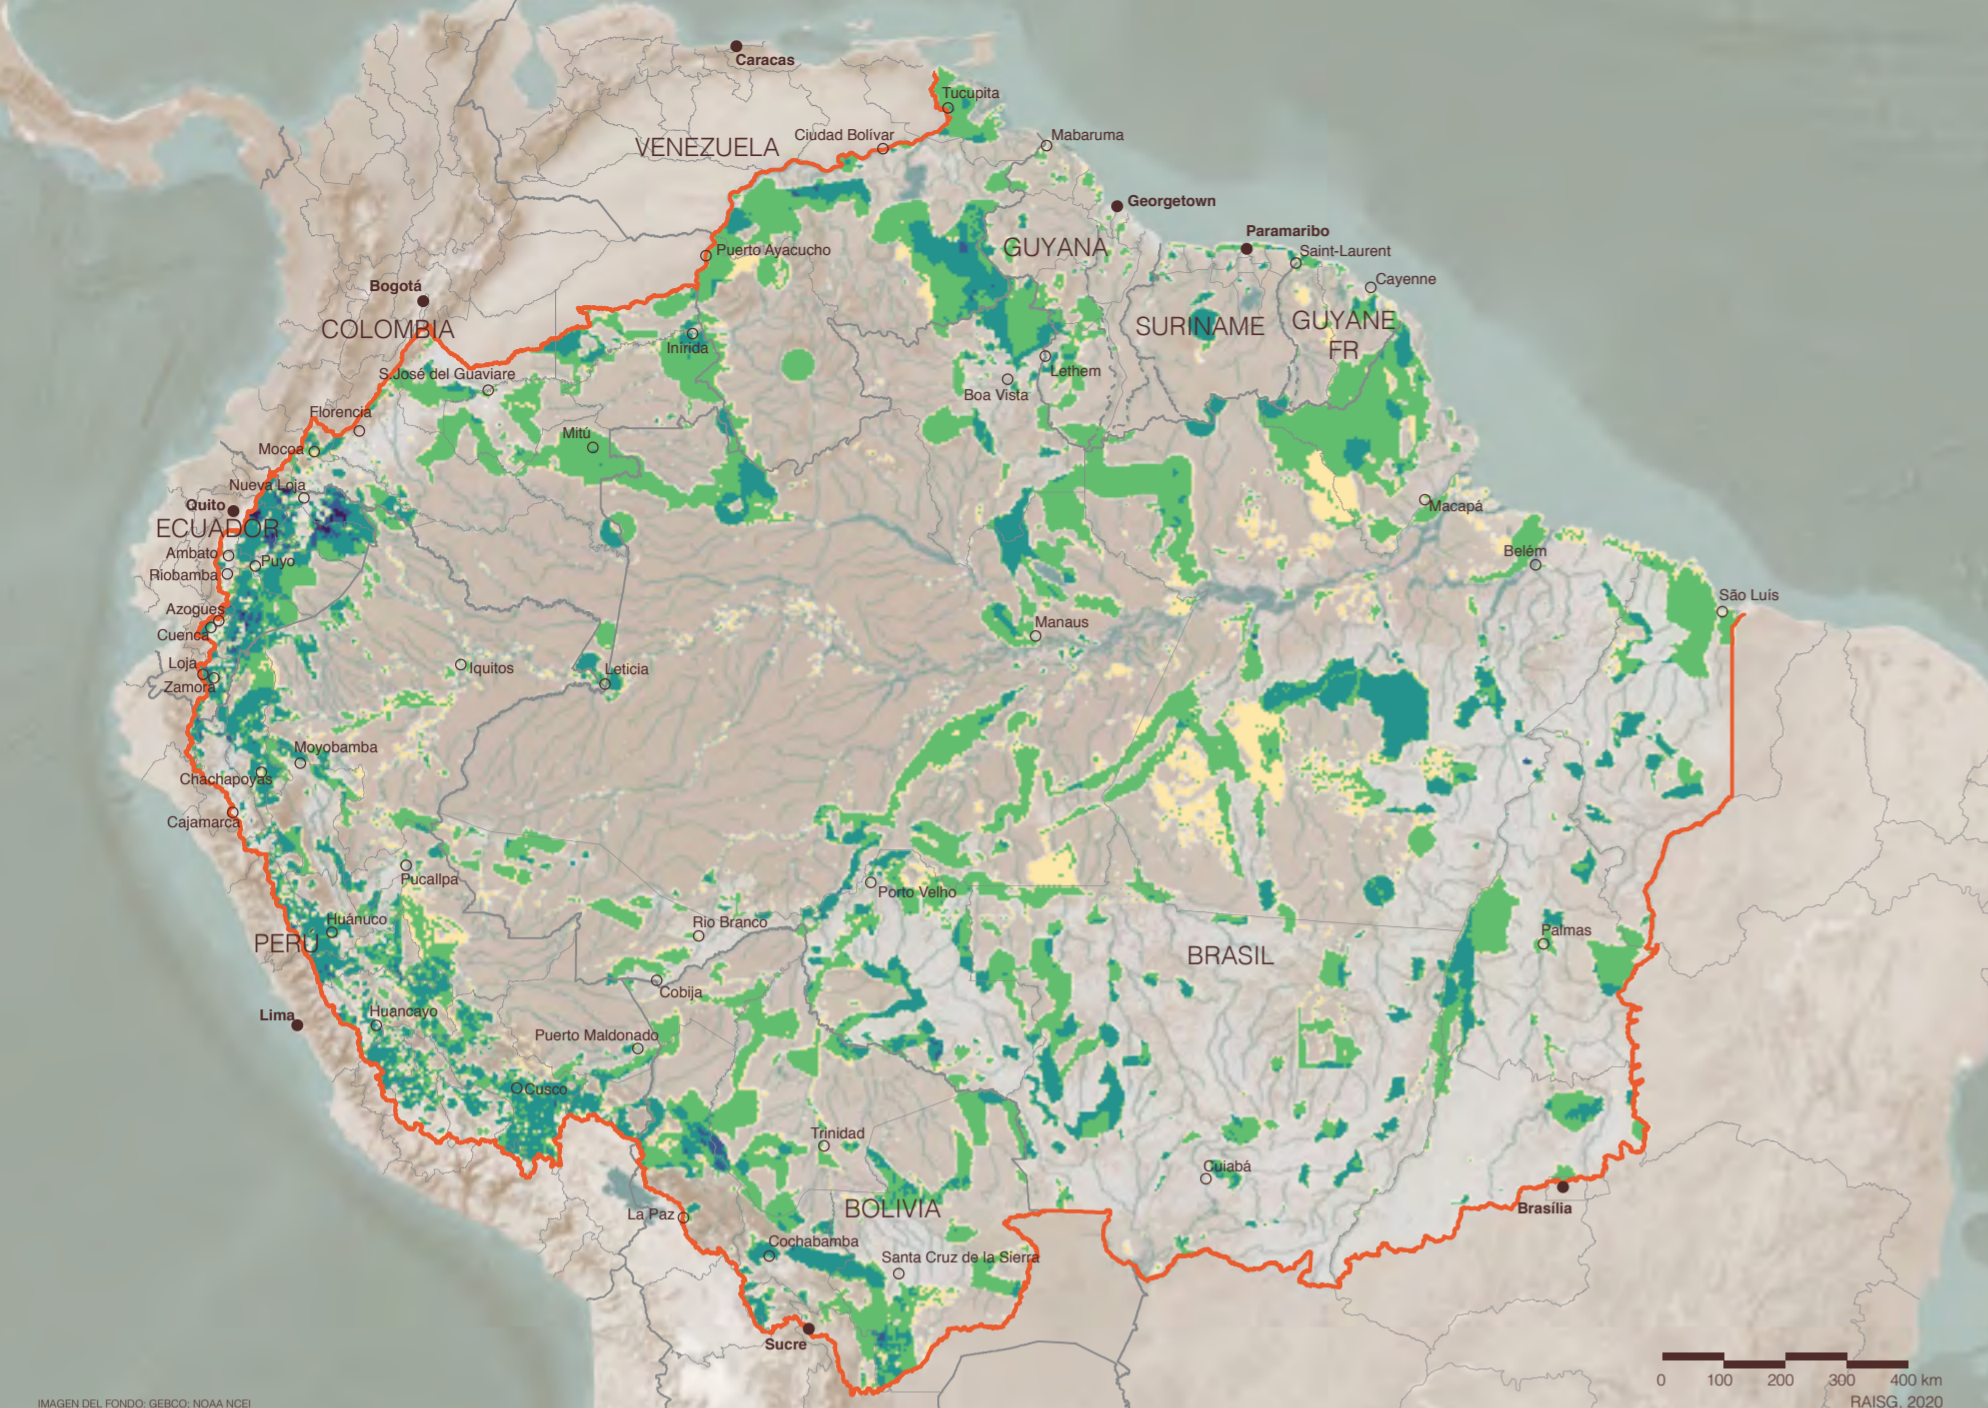 Caracas
Tucupita
VENEZUELA
Ciudad Bolívar
Mabaruma
Georgetown
Paramaribo
Saint-Laurent
Puerto Ayacucho
GUYANA
Cayenne
Bogotá
COLOMBIA
SURINAME
GUYANE
FR
Inírida
S.José del Guaviare
Lethem
Boa Vista
Florencia
Mitú
Mocoa
Nueva Loja
Quito
ECUADOR
Macapá
Ambato
Puyo
Riobamba
Belém
Azogues
São Luís
Cuenca
Manaus
Loja
Iquitos
Leticia
Zamora
Moyobamba
Chachapoyas
Cajamarca
Pucallpa
Porto Velho
Huánuco
Rio Branco
PERÚ
Palmas
BRASIL
Cobija
Lima
Huancayo
Puerto Maldonado
Cusco
Trinidad
Cuiabá
BOLIVIA
La Paz
Brasília
Cochabamba
Santa Cruz de la Sierra
Sucre
0 100 200 300 400 km
RAISG, 2020
IMAGEN DEL FONDO: GEBCO; NOAA NCEI